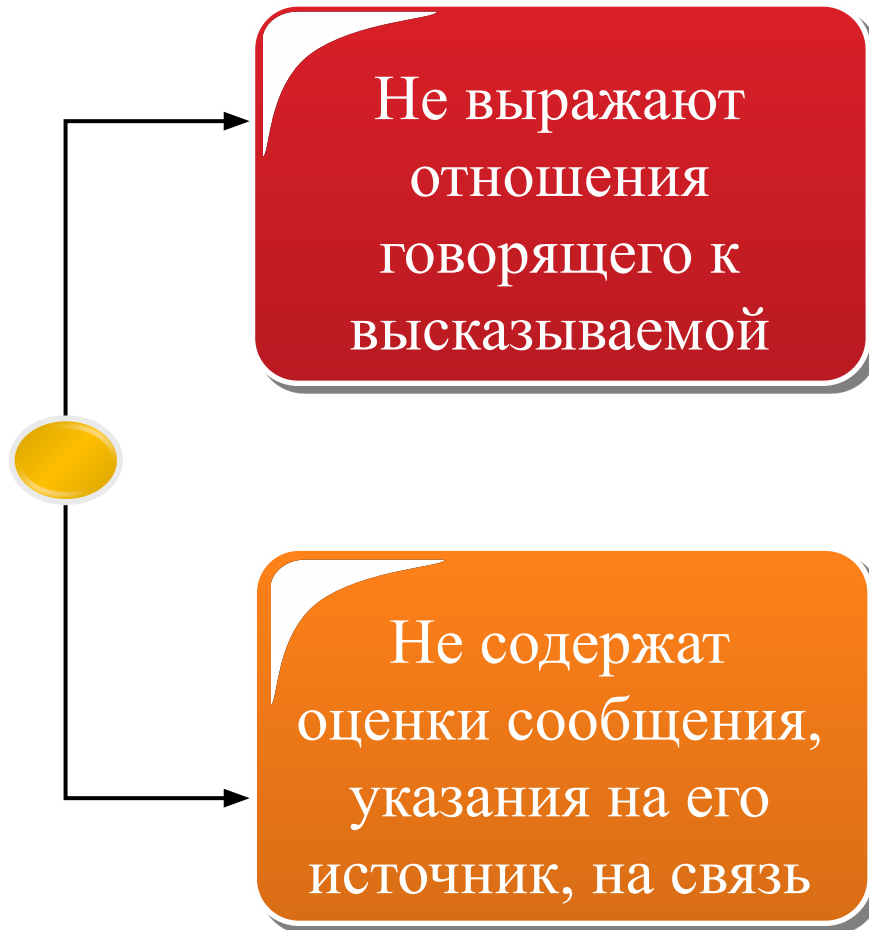 Не выражают
отношения
говорящего к
высказываемой
Не содержат
оценки сообщения,
указания на его
источник, на связь